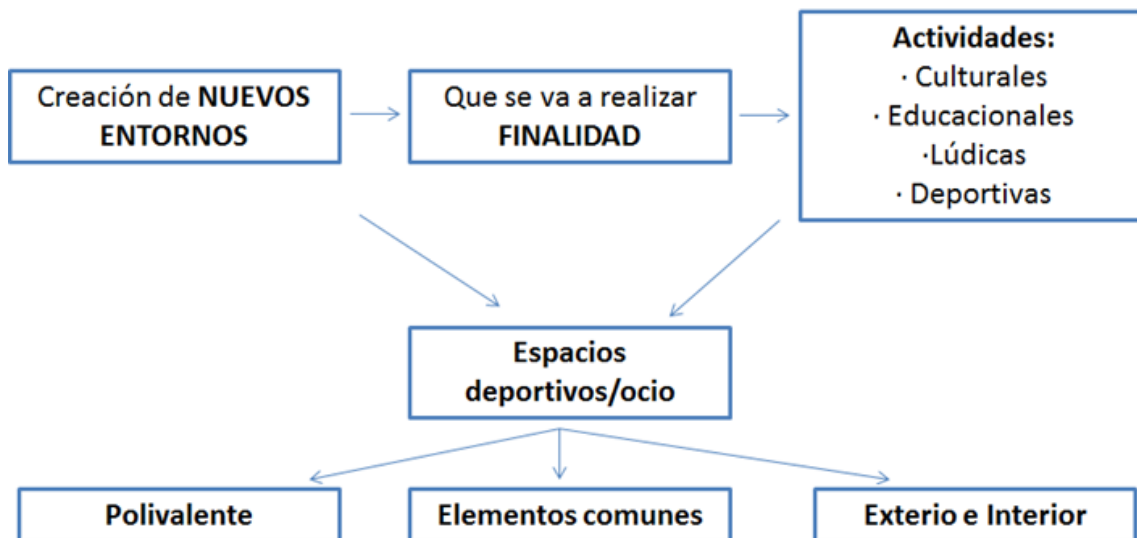 Creación de NUEVOS
ENTORNOS
Que se va a realizar
FINALIDAD
Actividades:
· Culturales
· Educacionales
·Lúdicas
· Deportivas
Espacios
deportivos/ocio
Polivalente
Elementos comunes
Exterio e Interior